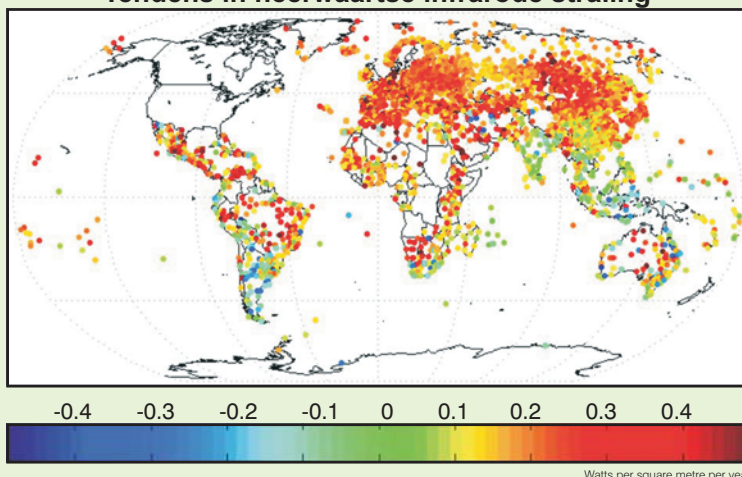 Tendens in neerwaartse infrarode straling
-0.4 -0.3 -0.2 -0.1 0 0.1 0.2 0.3 0.4
Watts per square metre per year